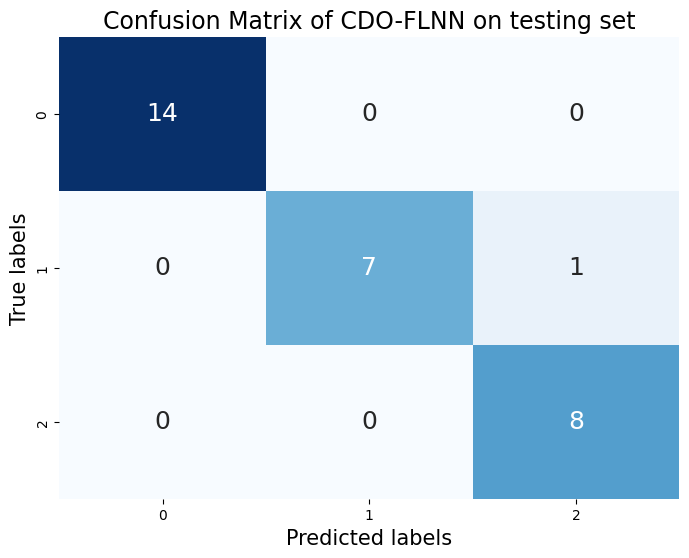 Confusion Matrix of CDO-FLNN on testing set
True labels
0
14 0 0
1
0 7 1
2
0 0 8
0 1 2
Predicted labels